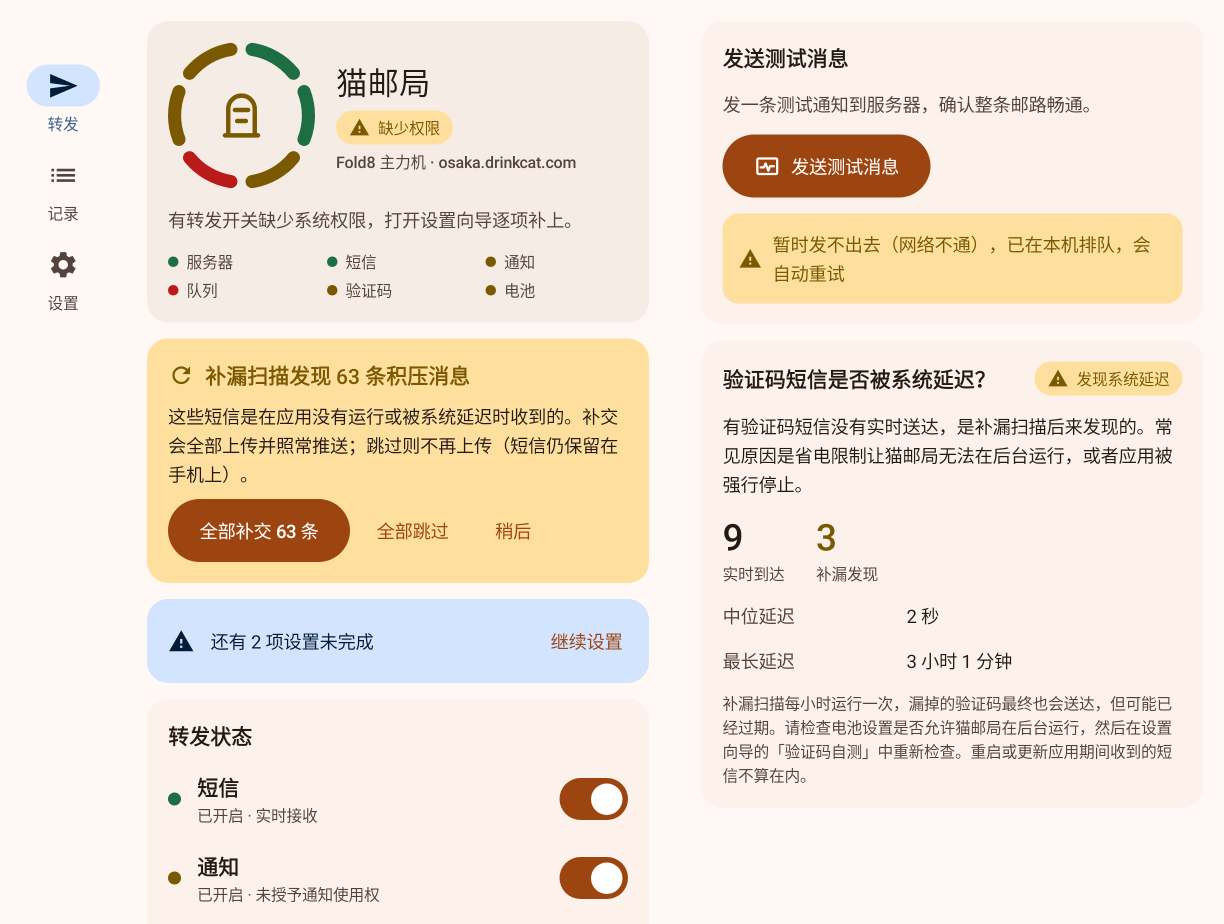 转发
记录
设置
猫邮局
缺少权限
Fold8 主力机 · osaka.drinkcat.com
有转发开关缺少系统权限，打开设置向导逐项补上。
服务器 短信 通知
队列 验证码 电池
补漏扫描发现 63 条积压消息
这些短信是在应用没有运行或被系统延迟时收到的。补交
会全部上传并照常推送；跳过则不再上传（短信仍保留在
手机上）。
全部补交 63 条 全部跳过 稍后
还有 2 项设置未完成 继续设置
转发状态
短信
已开启 · 实时接收
通知
已开启 · 未授予通知使用权
发送测试消息
发一条测试通知到服务器，确认整条邮路畅通。
发送测试消息
暂时发不出去（网络不通），已在本机排队，会
自动重试
验证码短信是否被系统延迟？ 发现系统延迟
有验证码短信没有实时送达，是补漏扫描后来发现的。常
见原因是省电限制让猫邮局无法在后台运行，或者应用被
强行停止。
9 3
实时到达 补漏发现
中位延迟 2 秒
最长延迟 3 小时 1 分钟
补漏扫描每小时运行一次，漏掉的验证码最终也会送达，但可能已
经过期。请检查电池设置是否允许猫邮局在后台运行，然后在设置
向导的「验证码自测」中重新检查。重启或更新应用期间收到的短
信不算在内。